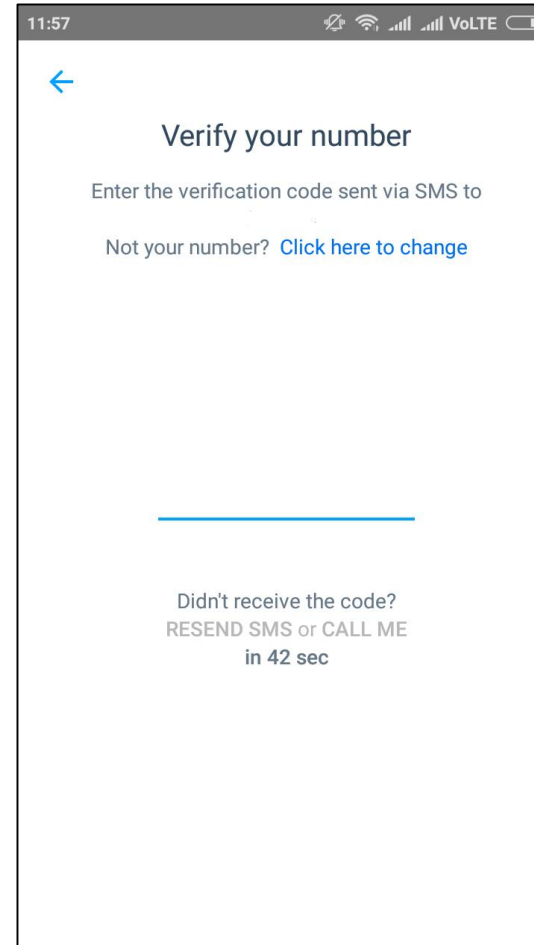 11:57 VoLTE
Verify your number
Enter the verification code sent via SMS to
Not your number? Click here to change
Didn't receive the code?
RESEND SMS or CALL ME
in 42 sec